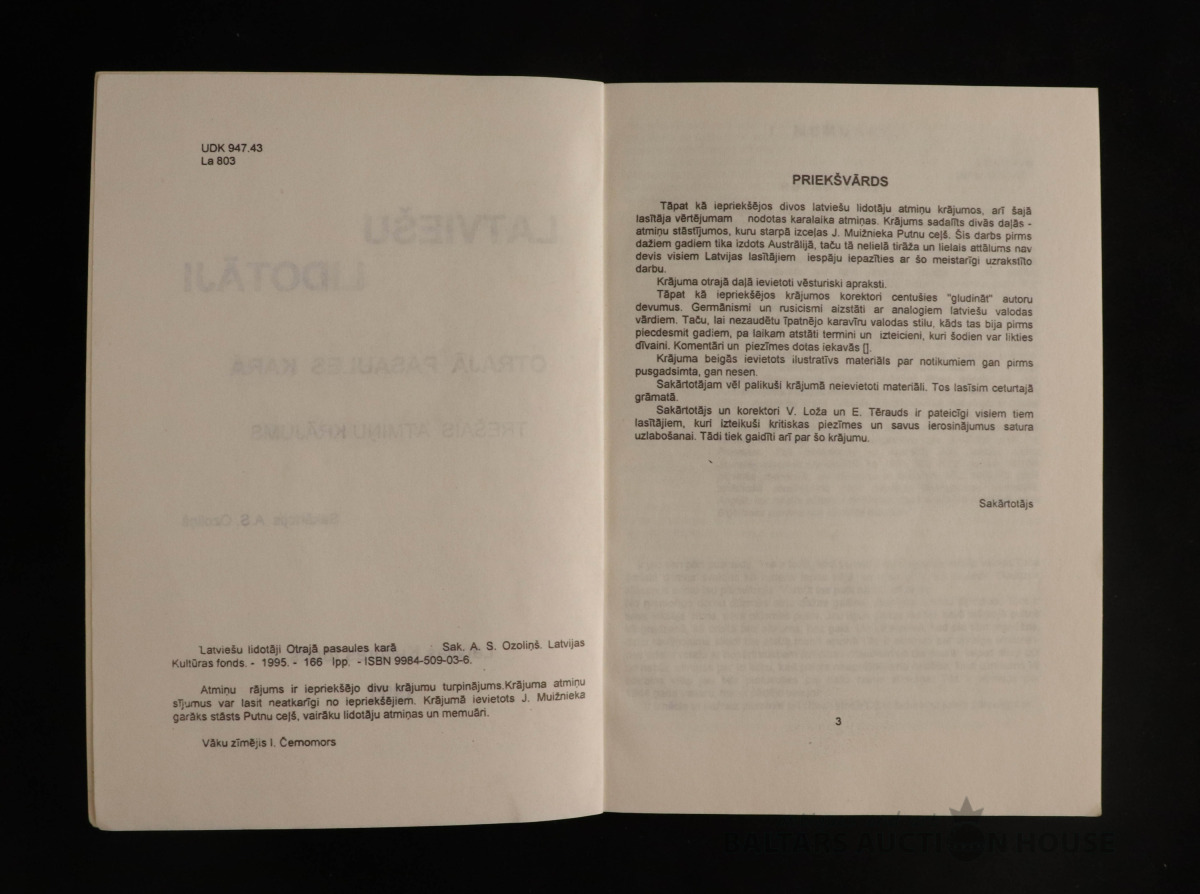 UDK 947.43
La 803
Latviešu lidotāji Otrajā pasaules karā Sak. A. S. Ozoliņš. Latvijas
Kultūras fonds. - 1995. - 166 lpp. - ISBN 9984-509-03-6.
Atmiņu rājums ir iepriekšējo divu krājumu turpinājums.Krājuma atmiņu
sījumus var lasīt neatkarīgi no iepriekšējiem. Krājumā ievietots J. Muižnieka
garāks stāsts Putnu ceļš, vairāku lidotāju atmiņas un memuāri.
Vāku zīmējis I. Čemomors
PRIEKŠVĀRDS
Tāpat kā iepriekšējos divos latviešu lidotāju atmiņu krājumos, arī šajā
lasītāja vērtējumam nodotas karalaika atmiņas. Krājums sadalīts divās daļās -
atmiņu stāstījumos, kuru starpā izceļas J. Muižnieka Putnu ceļš. Šis darbs pirms
dažiem gadiem tika izdots Austrālijā, taču tā nelielā tirāža un lielais attālums nav
devis visiem Latvijas lasītājiem iespāju iepazīties ar šo meistarīgi uzrakstīto
darbu.
Krājuma otrajā daļā ievietoti vēsturiski apraksti.
Tāpat kā iepriekšējos krājumos korektori centušies "gludināt" autoru
devumus. Germānismi un rusicismi aizstāti ar analogiem latviešu valodas
vārdiem. Taču, lai nezaudētu īpatnējo karavīru valodas stilu, kāds tas bija pirms
piecdesmit gadiem, pa laikam atstāti termini un izteicieni, kuri šodien var likties
dīvaini. Komentāri un piezīmes dotas iekavās [].
Krājuma beigās ievietots ilustratīvs materiāls par notikumiem gan pirms
pusgadsimta, gan nesen.
Sakārtotājam vēl palikuši krājumā neievietoti materiāli. Tos lasīsim ceturtajā
grāmatā.
Sakārtotājs un korektori V. Loža un E. Tērauds ir pateicīgi visiem tiem
lasītājiem, kuri izteikuši kritiskas piezīmes un savus ierosinājumus satura
uzlabošanai. Tādi tiek gaidīti arī par šo krājumu.
Sakārtotājs
3
BALTARS AUCTION HOUSE